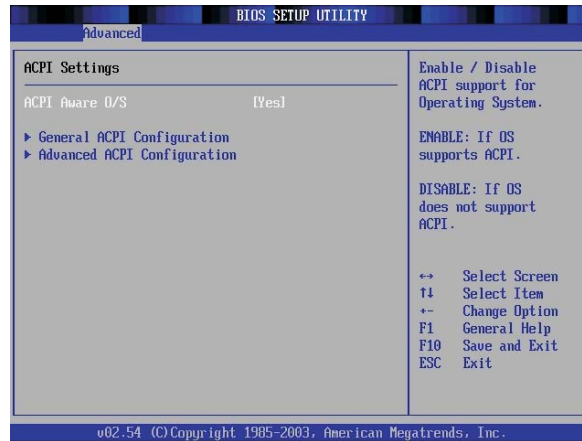 BIOS SETUP UTILITY
Advanced
ACPI Settings
ACPI Aware O/S [Yes]
▶ General ACPI Configuration
▶ Advanced ACPI Configuration
Enable / Disable
ACPI support for
Operating System.
ENABLE: If OS
supports ACPI.
DISABLE: If OS
does not support
ACPI.
↔ Select Screen
↑↓ Select Item
+- Change Option
F1 General Help
F10 Save and Exit
ESC Exit
v02.54 (C)Copyright 1985-2003, American Megatrends, Inc.